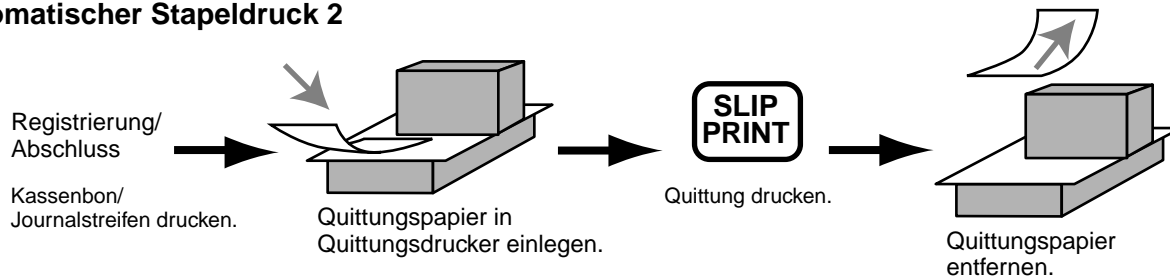 omatischer Stapeldruck 2
Registrierung/
Abschluss
Kassenbon/
Journalstreifen drucken.
Quittungspapier in
Quittungsdrucker einlegen.
SLIP
PRINT
Quittung drucken.
Quittungspapier
entfernen.